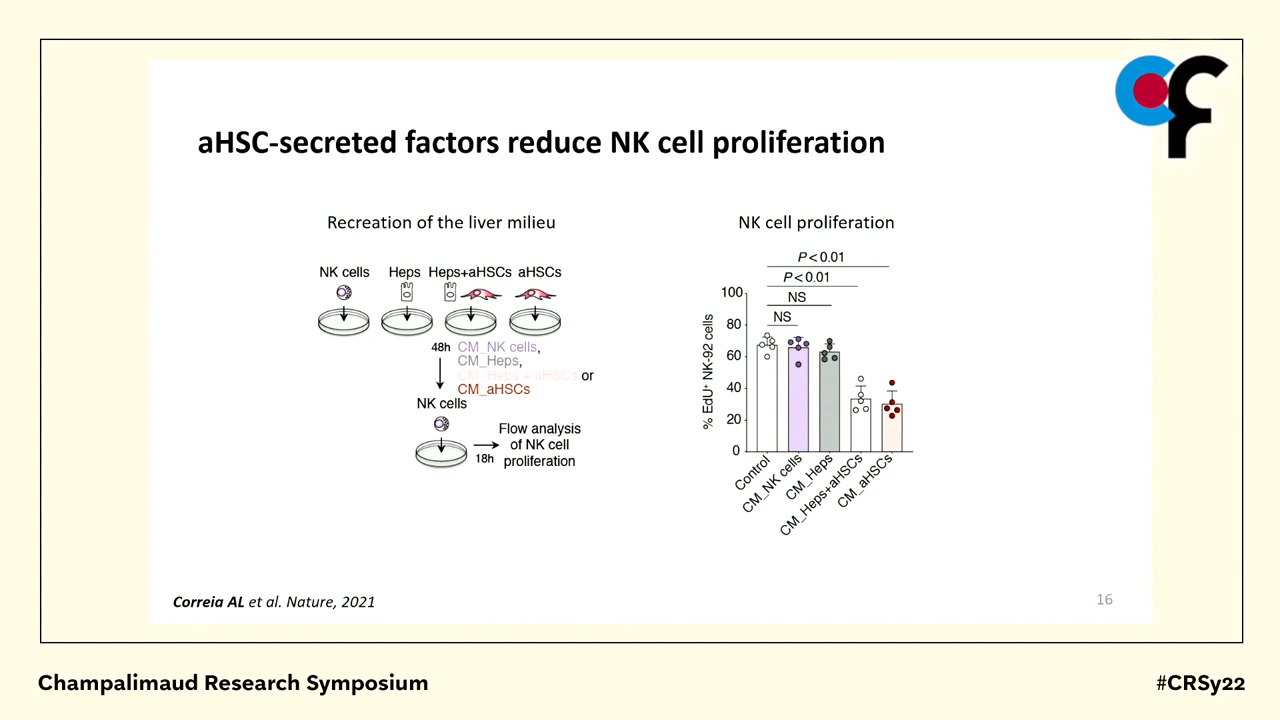 aHSC-secreted factors reduce NK cell proliferation
Recreation of the liver milieu
NK cells Heps Heps+aHSCs aHSCs
48h CM_NK cells,
CM_Heps,
CM_Heps + aHSCs or
CM_aHSCs
NK cells
18h
Flow analysis
of NK cell
proliferation
NK cell proliferation
P < 0.01
P < 0.01
NS
NS
% EdU⁺ NK-92 cells
100
80
60
40
20
0
Control
CM_NK cells
CM_Heps
CM_Heps+aHSCs
CM_aHSCs
Correia AL et al. Nature, 2021
16
Champalimaud Research Symposium
#CRSy22